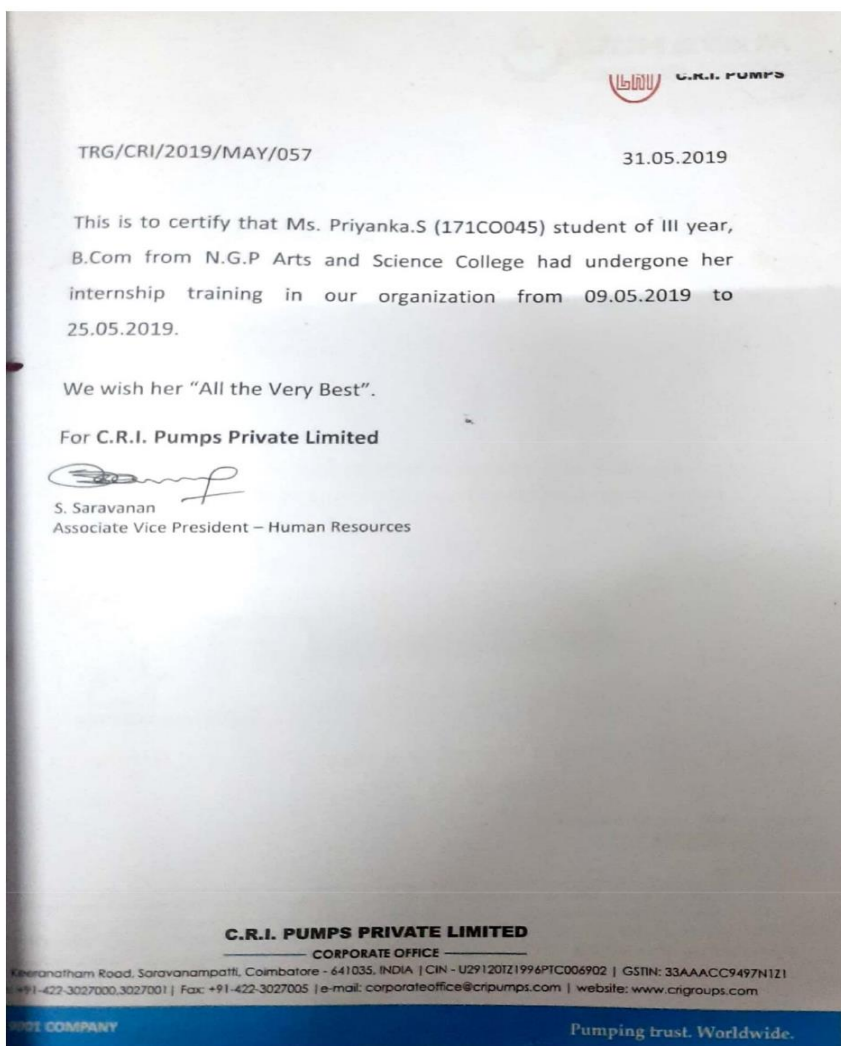 C.R.I. PUMPS
TRG/CRI/2019/MAY/057
31.05.2019
This is to certify that Ms. Priyanka.S (171CO045) student of III year,
B.Com from N.G.P Arts and Science College had undergone her
internship training in our organization from 09.05.2019 to
25.05.2019.
We wish her “All the Very Best”.
For C.R.I. Pumps Private Limited
S. Saravanan
Associate Vice President – Human Resources
C.R.I. PUMPS PRIVATE LIMITED
CORPORATE OFFICE
Keeranatham Road, Saravanampatti, Coimbatore - 641035, INDIA | CIN - U29120TZ1996PTC006902 | GSTIN: 33AAACC9497N1Z1
: +91-422-3027000,3027001 | Fax: +91-422-3027005 | e-mail: corporateoffice@cripumps.com | website: www.crigroups.com
9001 COMPANY
Pumping trust. Worldwide.